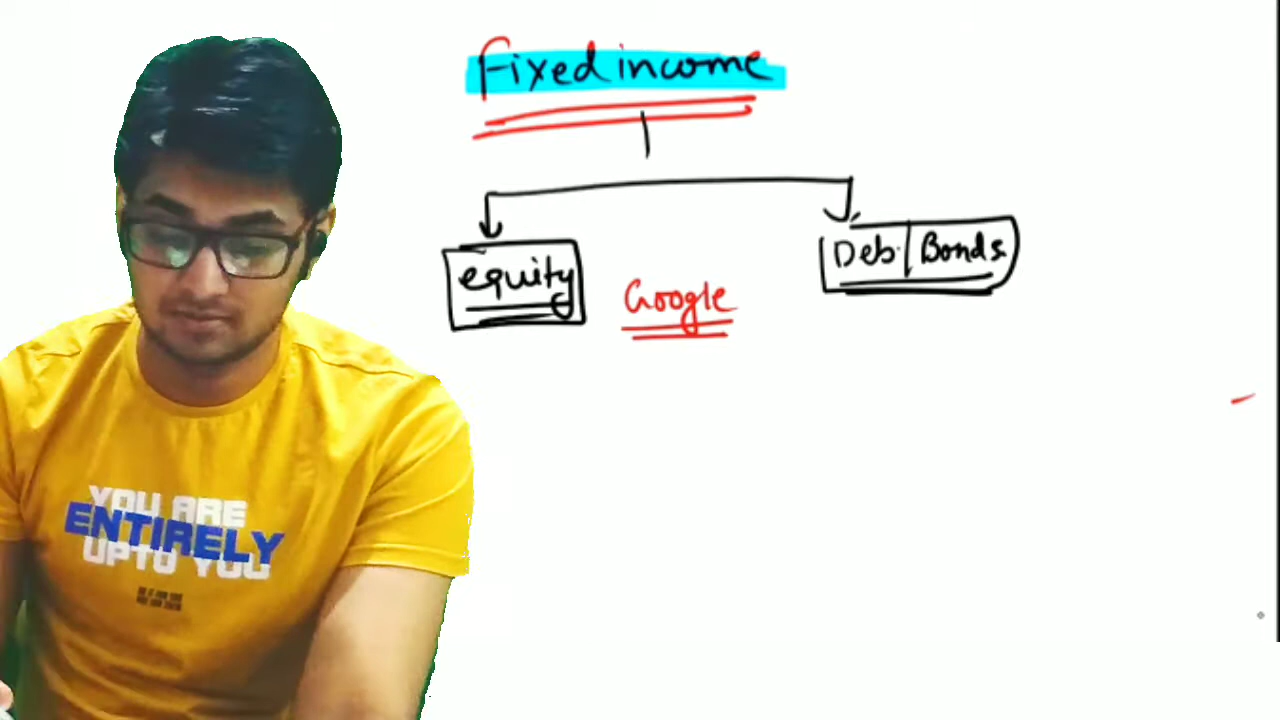 Fixed income
equity
Google
Deb. Bonds.
YOU ARE
ENTIRELY
UPTO YOU